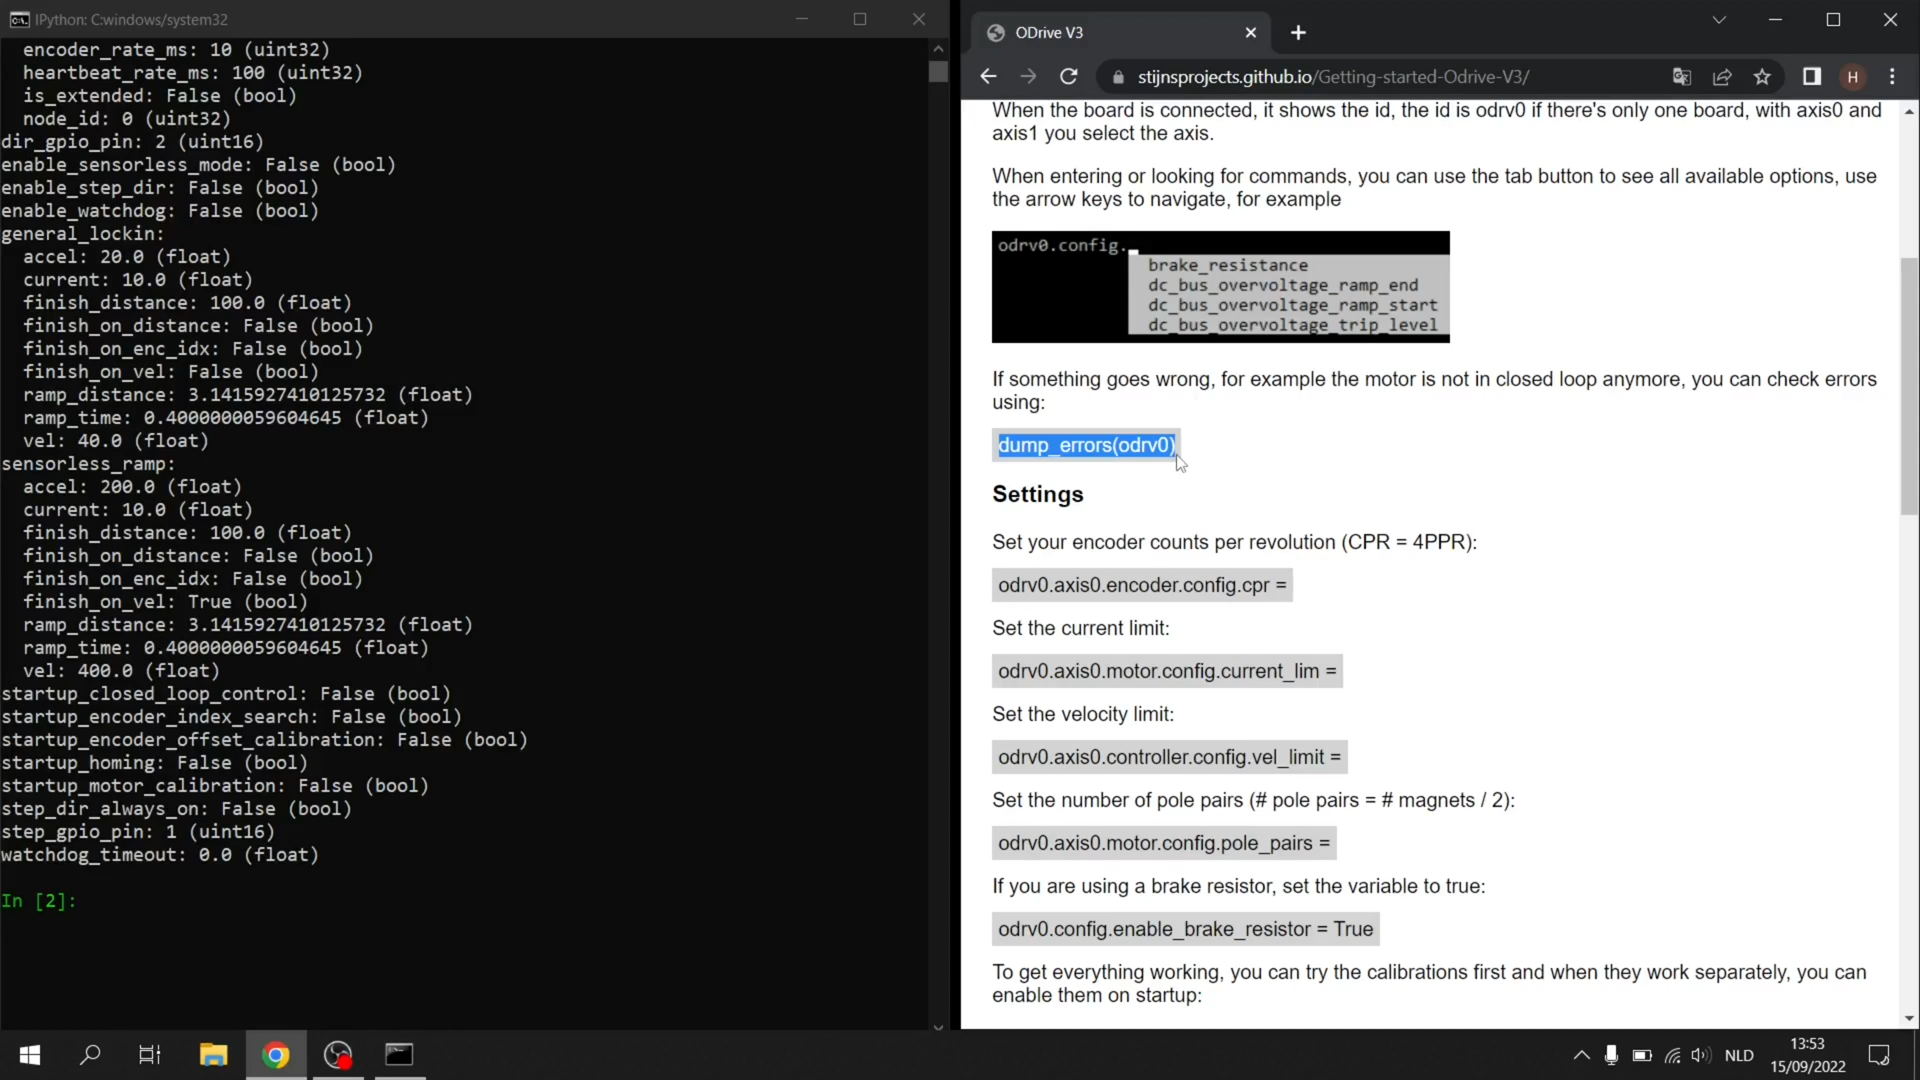 IPython: C:windows/system32
encoder_rate_ms: 10 (uint32)
heartbeat_rate_ms: 100 (uint32)
is_extended: False (bool)
node_id: 0 (uint32)
dir_gpio_pin: 2 (uint16)
enable_sensorless_mode: False (bool)
enable_step_dir: False (bool)
enable_watchdog: False (bool)
general_lockin:
accel: 20.0 (float)
current: 10.0 (float)
finish_distance: 100.0 (float)
finish_on_distance: False (bool)
finish_on_enc_idx: False (bool)
finish_on_vel: False (bool)
ramp_distance: 3.1415927410125732 (float)
ramp_time: 0.4000000059604645 (float)
vel: 40.0 (float)
sensorless_ramp:
accel: 200.0 (float)
current: 10.0 (float)
finish_distance: 100.0 (float)
finish_on_distance: False (bool)
finish_on_enc_idx: False (bool)
finish_on_vel: True (bool)
ramp_distance: 3.1415927410125732 (float)
ramp_time: 0.4000000059604645 (float)
vel: 400.0 (float)
startup_closed_loop_control: False (bool)
startup_encoder_index_search: False (bool)
startup_encoder_offset_calibration: False (bool)
startup_homing: False (bool)
startup_motor_calibration: False (bool)
step_dir_always_on: False (bool)
step_gpio_pin: 1 (uint16)
watchdog_timeout: 0.0 (float)
In [2]:
ODrive V3
stijnsprojects.github.io/Getting-started-Odrive-V3/
H
When the board is connected, it shows the id, the id is odrv0 if there's only one board, with axis0 and
axis1 you select the axis.
When entering or looking for commands, you can use the tab button to see all available options, use
the arrow keys to navigate, for example
odrv0.config.
brake_resistance
dc_bus_overvoltage_ramp_end
dc_bus_overvoltage_ramp_start
dc_bus_overvoltage_trip_level
If something goes wrong, for example the motor is not in closed loop anymore, you can check errors
using:
dump_errors(odrv0)
Settings
Set your encoder counts per revolution (CPR = 4PPR):
odrv0.axis0.encoder.config.cpr =
Set the current limit:
odrv0.axis0.motor.config.current_lim =
Set the velocity limit:
odrv0.axis0.controller.config.vel_limit =
Set the number of pole pairs (# pole pairs = # magnets / 2):
odrv0.axis0.motor.config.pole_pairs =
If you are using a brake resistor, set the variable to true:
odrv0.config.enable_brake_resistor = True
To get everything working, you can try the calibrations first and when they work separately, you can
enable them on startup:
NLD
13:53
15/09/2022